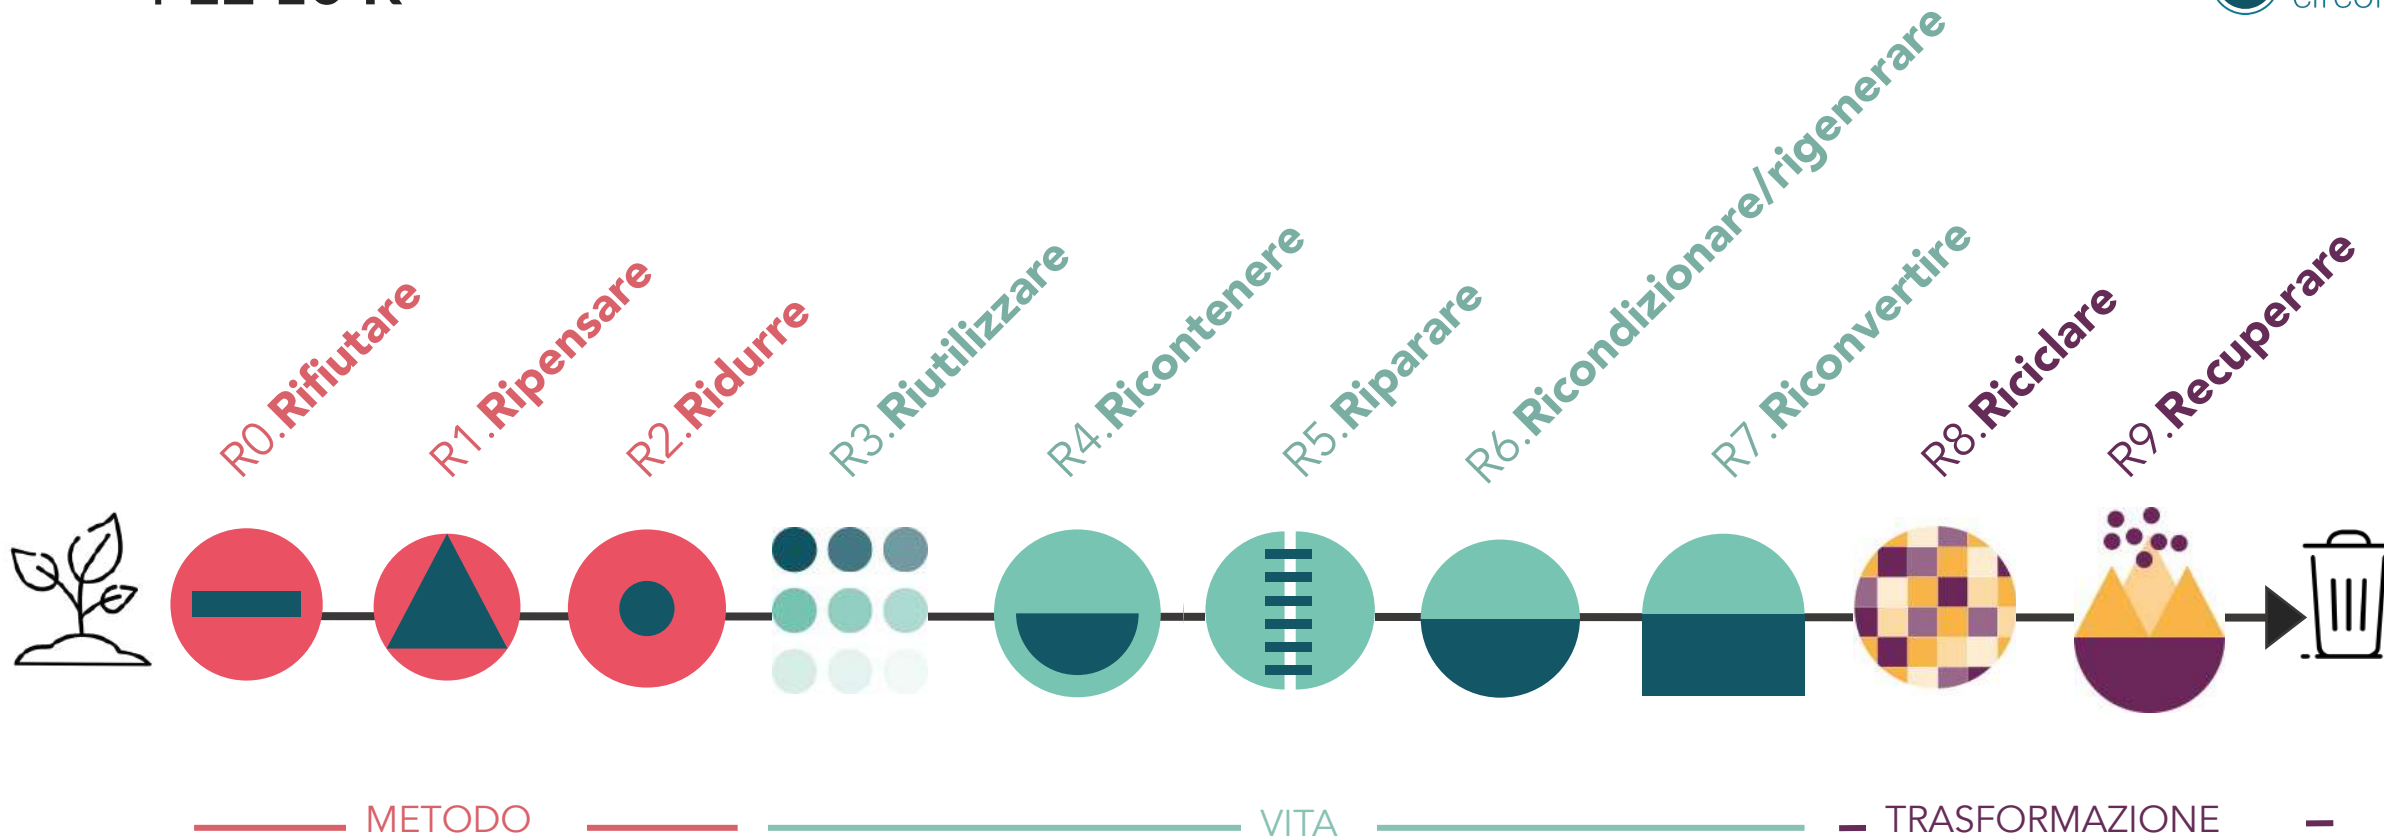 R0.Rifiutare
R1.Ripensare
R2.Ridurre
R3.Riutilizzare
R4.Ricontenere
R5.Riparare
R6.Ricondizionare/rigenerare
R7.Riconvertire
R8.Riciclare
R9.Recuperare
METODO
VITA
TRASFORMAZIONE